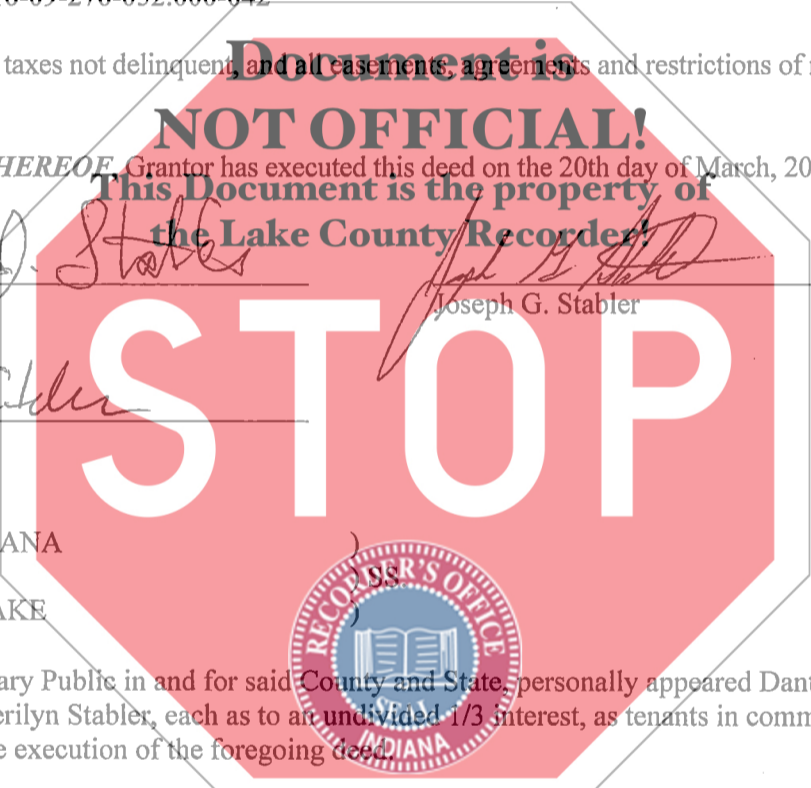 taxes not delinquent, and all easements, agreements and restrictions of
Document is
NOT OFFICIAL!
HEREOF, Grantor has executed this deed on the 20th day of March, 20
This Document is the property of
the Lake County Recorder!
Stabler
Joseph G. Stabler
STOP
ANA )
) SS
AKE )
RECORDER'S OFFICE
SEAL
INDIANA
ary Public in and for said County and State, personally appeared Dan
erilyn Stabler, each as to an undivided 1/3 interest, as tenants in comm
e execution of the foregoing deed.